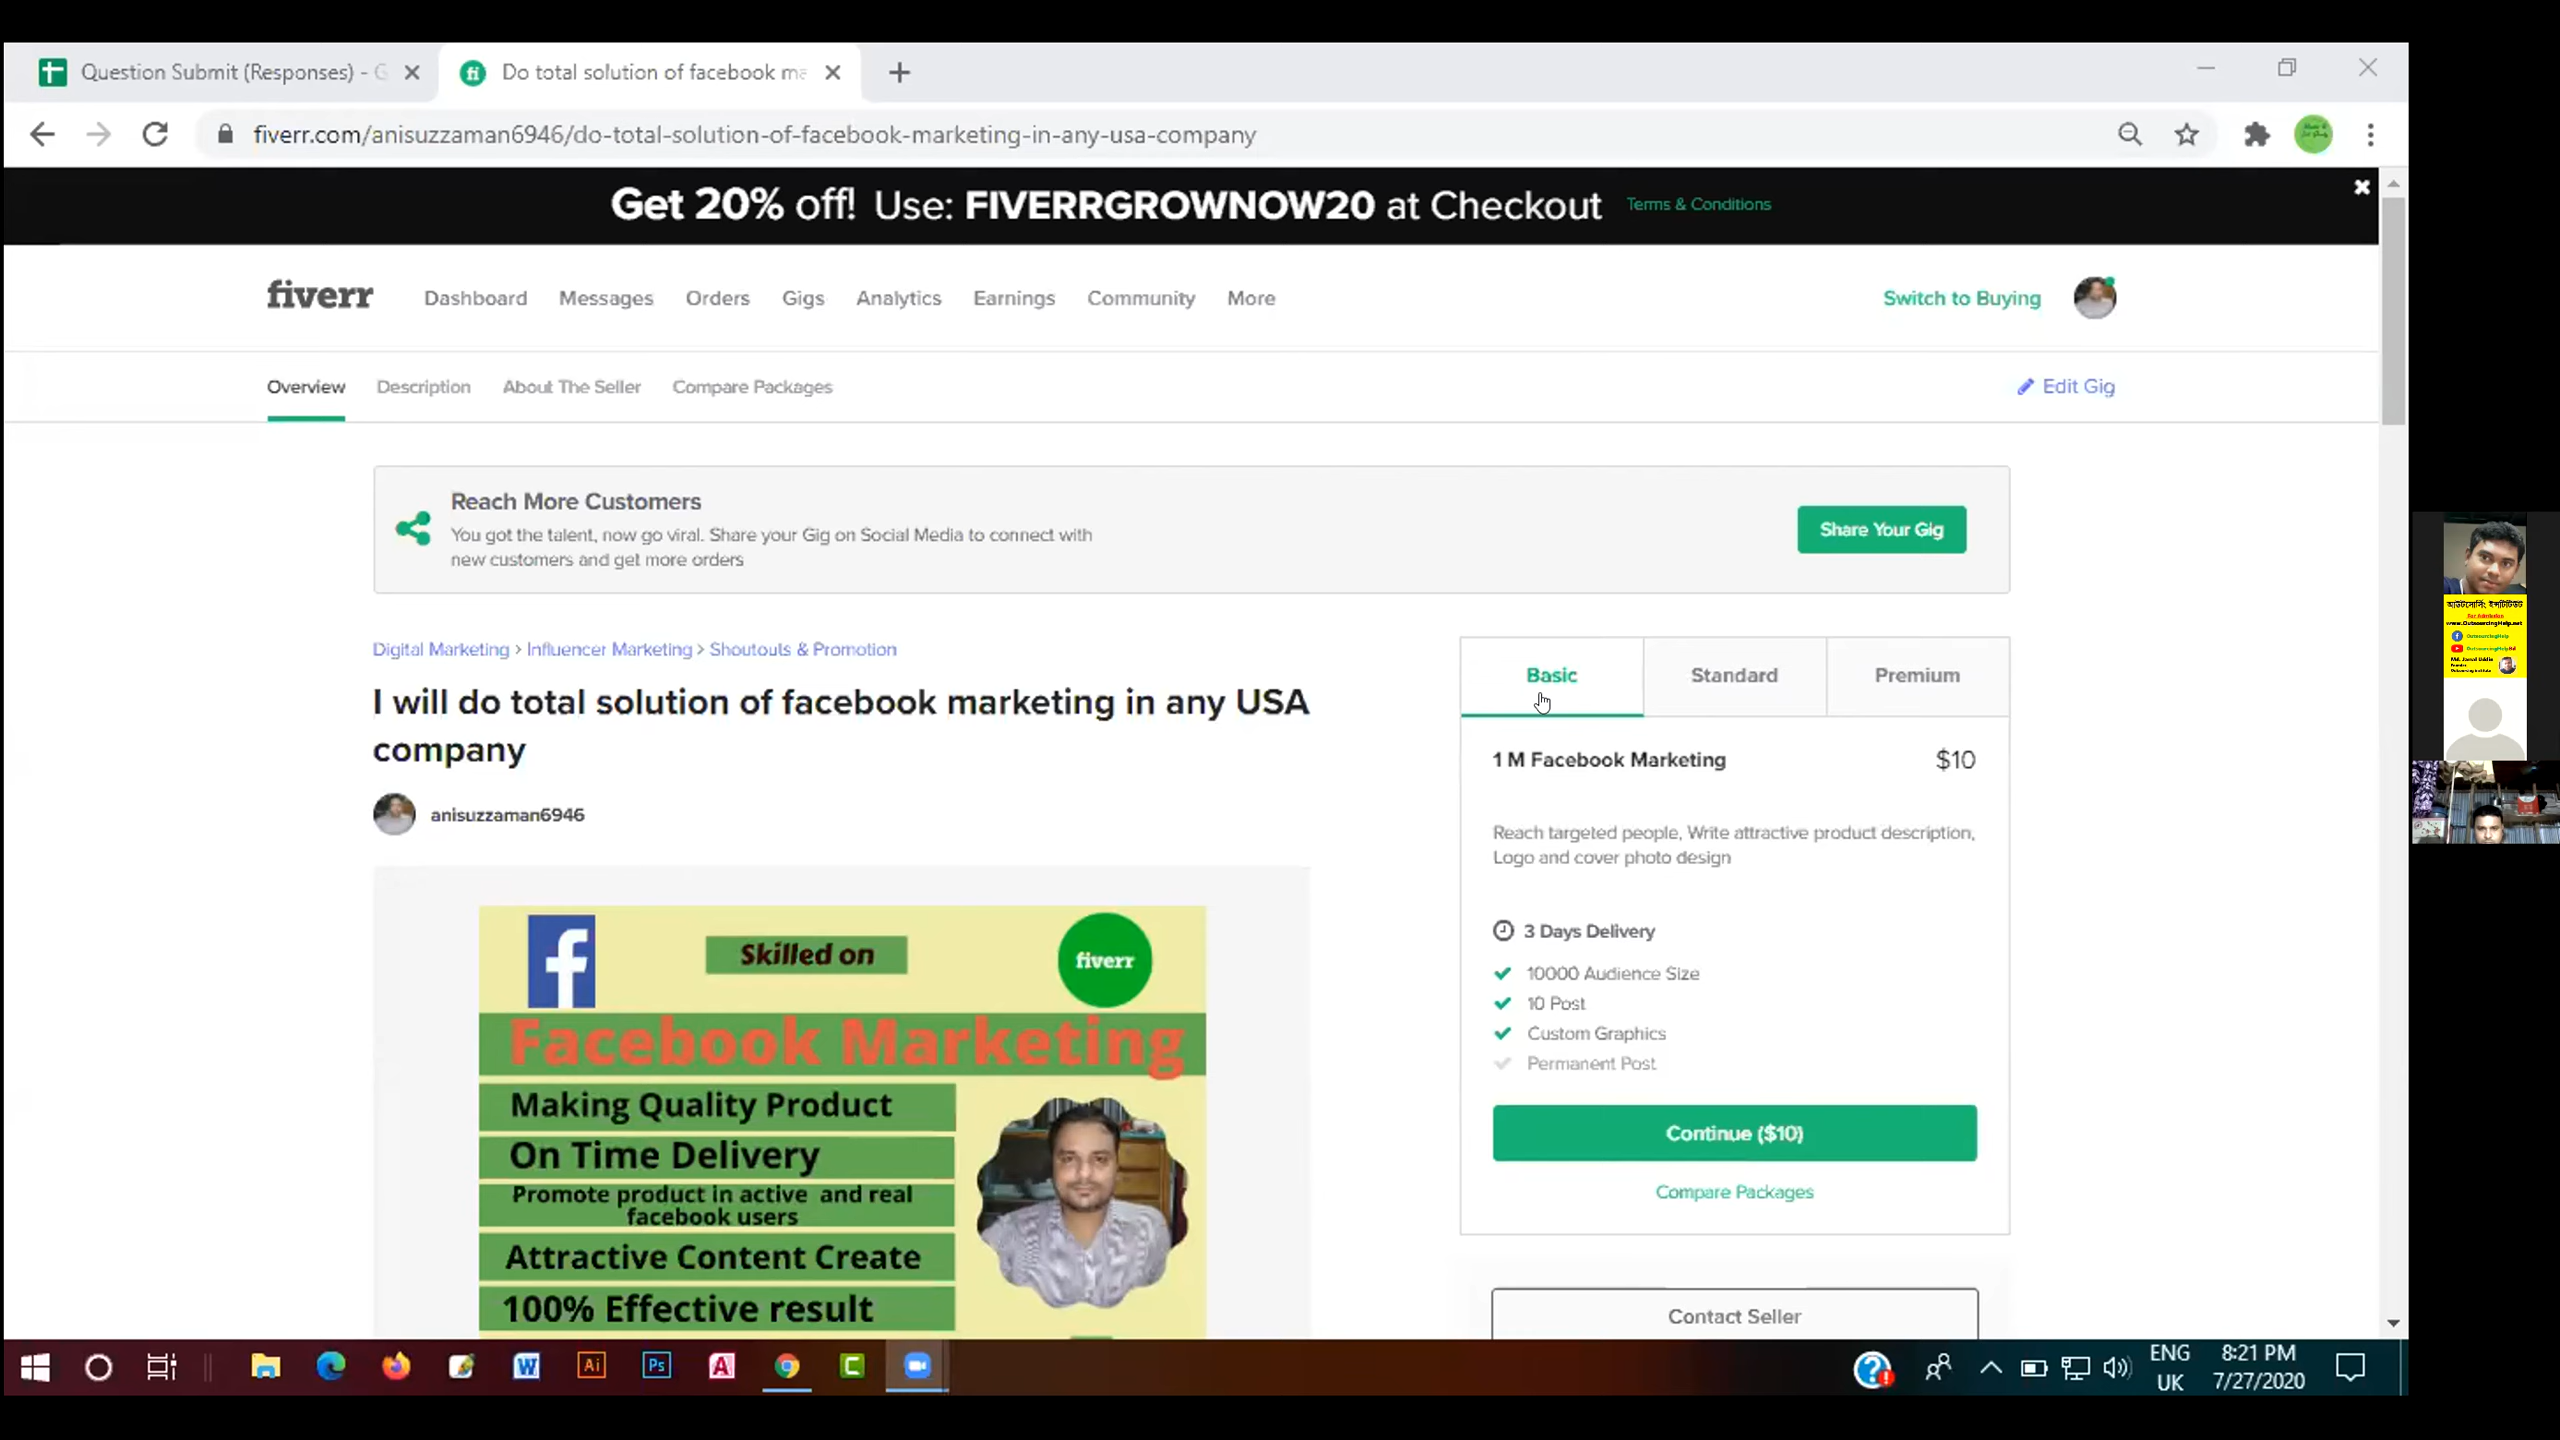 Question Submit (Responses) - G
Do total solution of facebook ma
fiverr.com/anisuzzaman6946/do-total-solution-of-facebook-marketing-in-any-usa-company
Get 20% off! Use: FIVERRGROWNOW20 at Checkout Terms & Conditions
fiverr Dashboard Messages Orders Gigs Analytics Earnings Community More Switch to Buying
Overview Description About The Seller Compare Packages Edit Gig
Reach More Customers
You got the talent, now go viral. Share your Gig on Social Media to connect with
new customers and get more orders
Share Your Gig
Digital Marketing > Influencer Marketing > Shoutouts & Promotion
I will do total solution of facebook marketing in any USA
company
anisuzzaman6946
Skilled on
fiverr
Facebook Marketing
Making Quality Product
On Time Delivery
Promote product in active and real
facebook users
Attractive Content Create
100% Effective result
Basic Standard Premium
1 M Facebook Marketing $10
Reach targeted people, Write attractive product description,
Logo and cover photo design
3 Days Delivery
10000 Audience Size
10 Post
Custom Graphics
Permanent Post
Continue ($10)
Compare Packages
Contact Seller
For Admission
www.OutsourcingHelp.net
OutsourcingHelp
OutsourcingHelpBd
ENG
UK
8:21 PM
7/27/2020